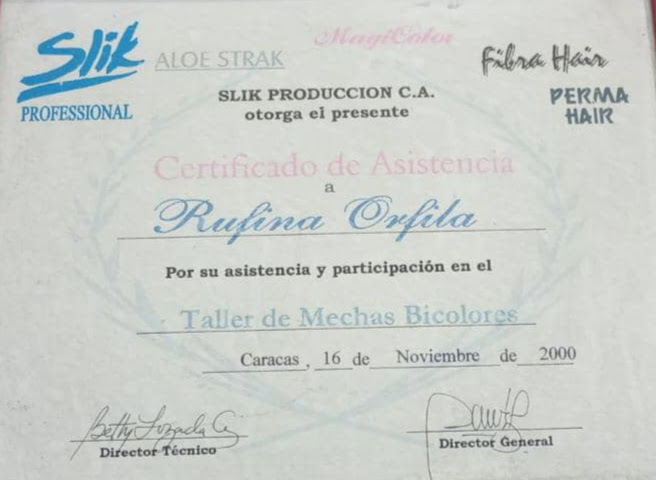 Slik
PROFESSIONAL
ALOE STRAK
MagiColor
Fibra Hair
PERMA
HAIR
SLIK PRODUCCION C.A.
otorga el presente
Certificado de Asistencia
a
Rufina Orfila
Por su asistencia y participación en el
Taller de Mechas Bicolores
Caracas, 16 de Noviembre de 2000
Betty Lozada
Director Técnico
Director General